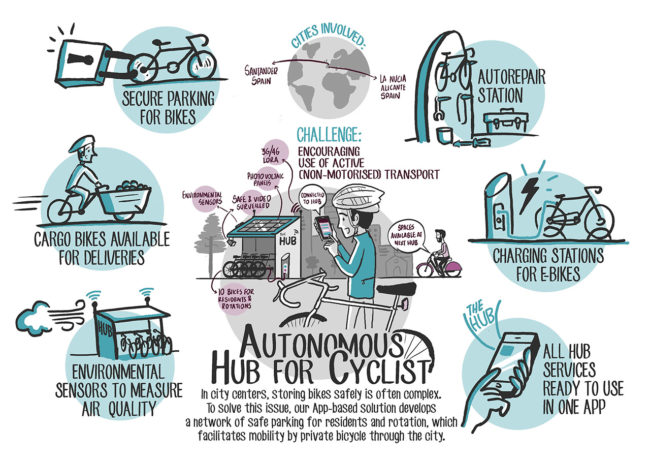 CITIES INVOLVED:
SANTANDER
SPAIN
LA NUCIA
ALICANTE
SPAIN
SECURE PARKING
FOR BIKES
AUTOREPAIR
STATION
CHALLENGE:
ENCOURAGING
USE OF ACTIVE
(NON-MOTORISED) TRANSPORT
3G/4G
LORA
PHOTOVOLTAIC
PANELS
ENVIRONMENTAL
SENSORS
SAFE & VIDEO
SURVEILLED
CONNECTED
TO HUB
THE
HUB
SPACES
AVAILABLE AT
NEXT HUB
10 BIKES FOR
RESIDENTS &
ROTATIONS
CARGO BIKES AVAILABLE
FOR DELIVERIES
CHARGING STATIONS
FOR E-BIKES
HUB
ENVIRONMENTAL
SENSORS TO MEASURE
AIR QUALITY
THE
HUB
ALL HUB
SERVICES
READY TO USE
IN ONE APP
AUTONOMOUS
HUB FOR CYCLIST
In city centers, storing bikes safely is often complex.
To solve this issue, our App-based solution develops
a network of safe parking for residents and rotation, which
facilitates mobility by private bicycle through the city.